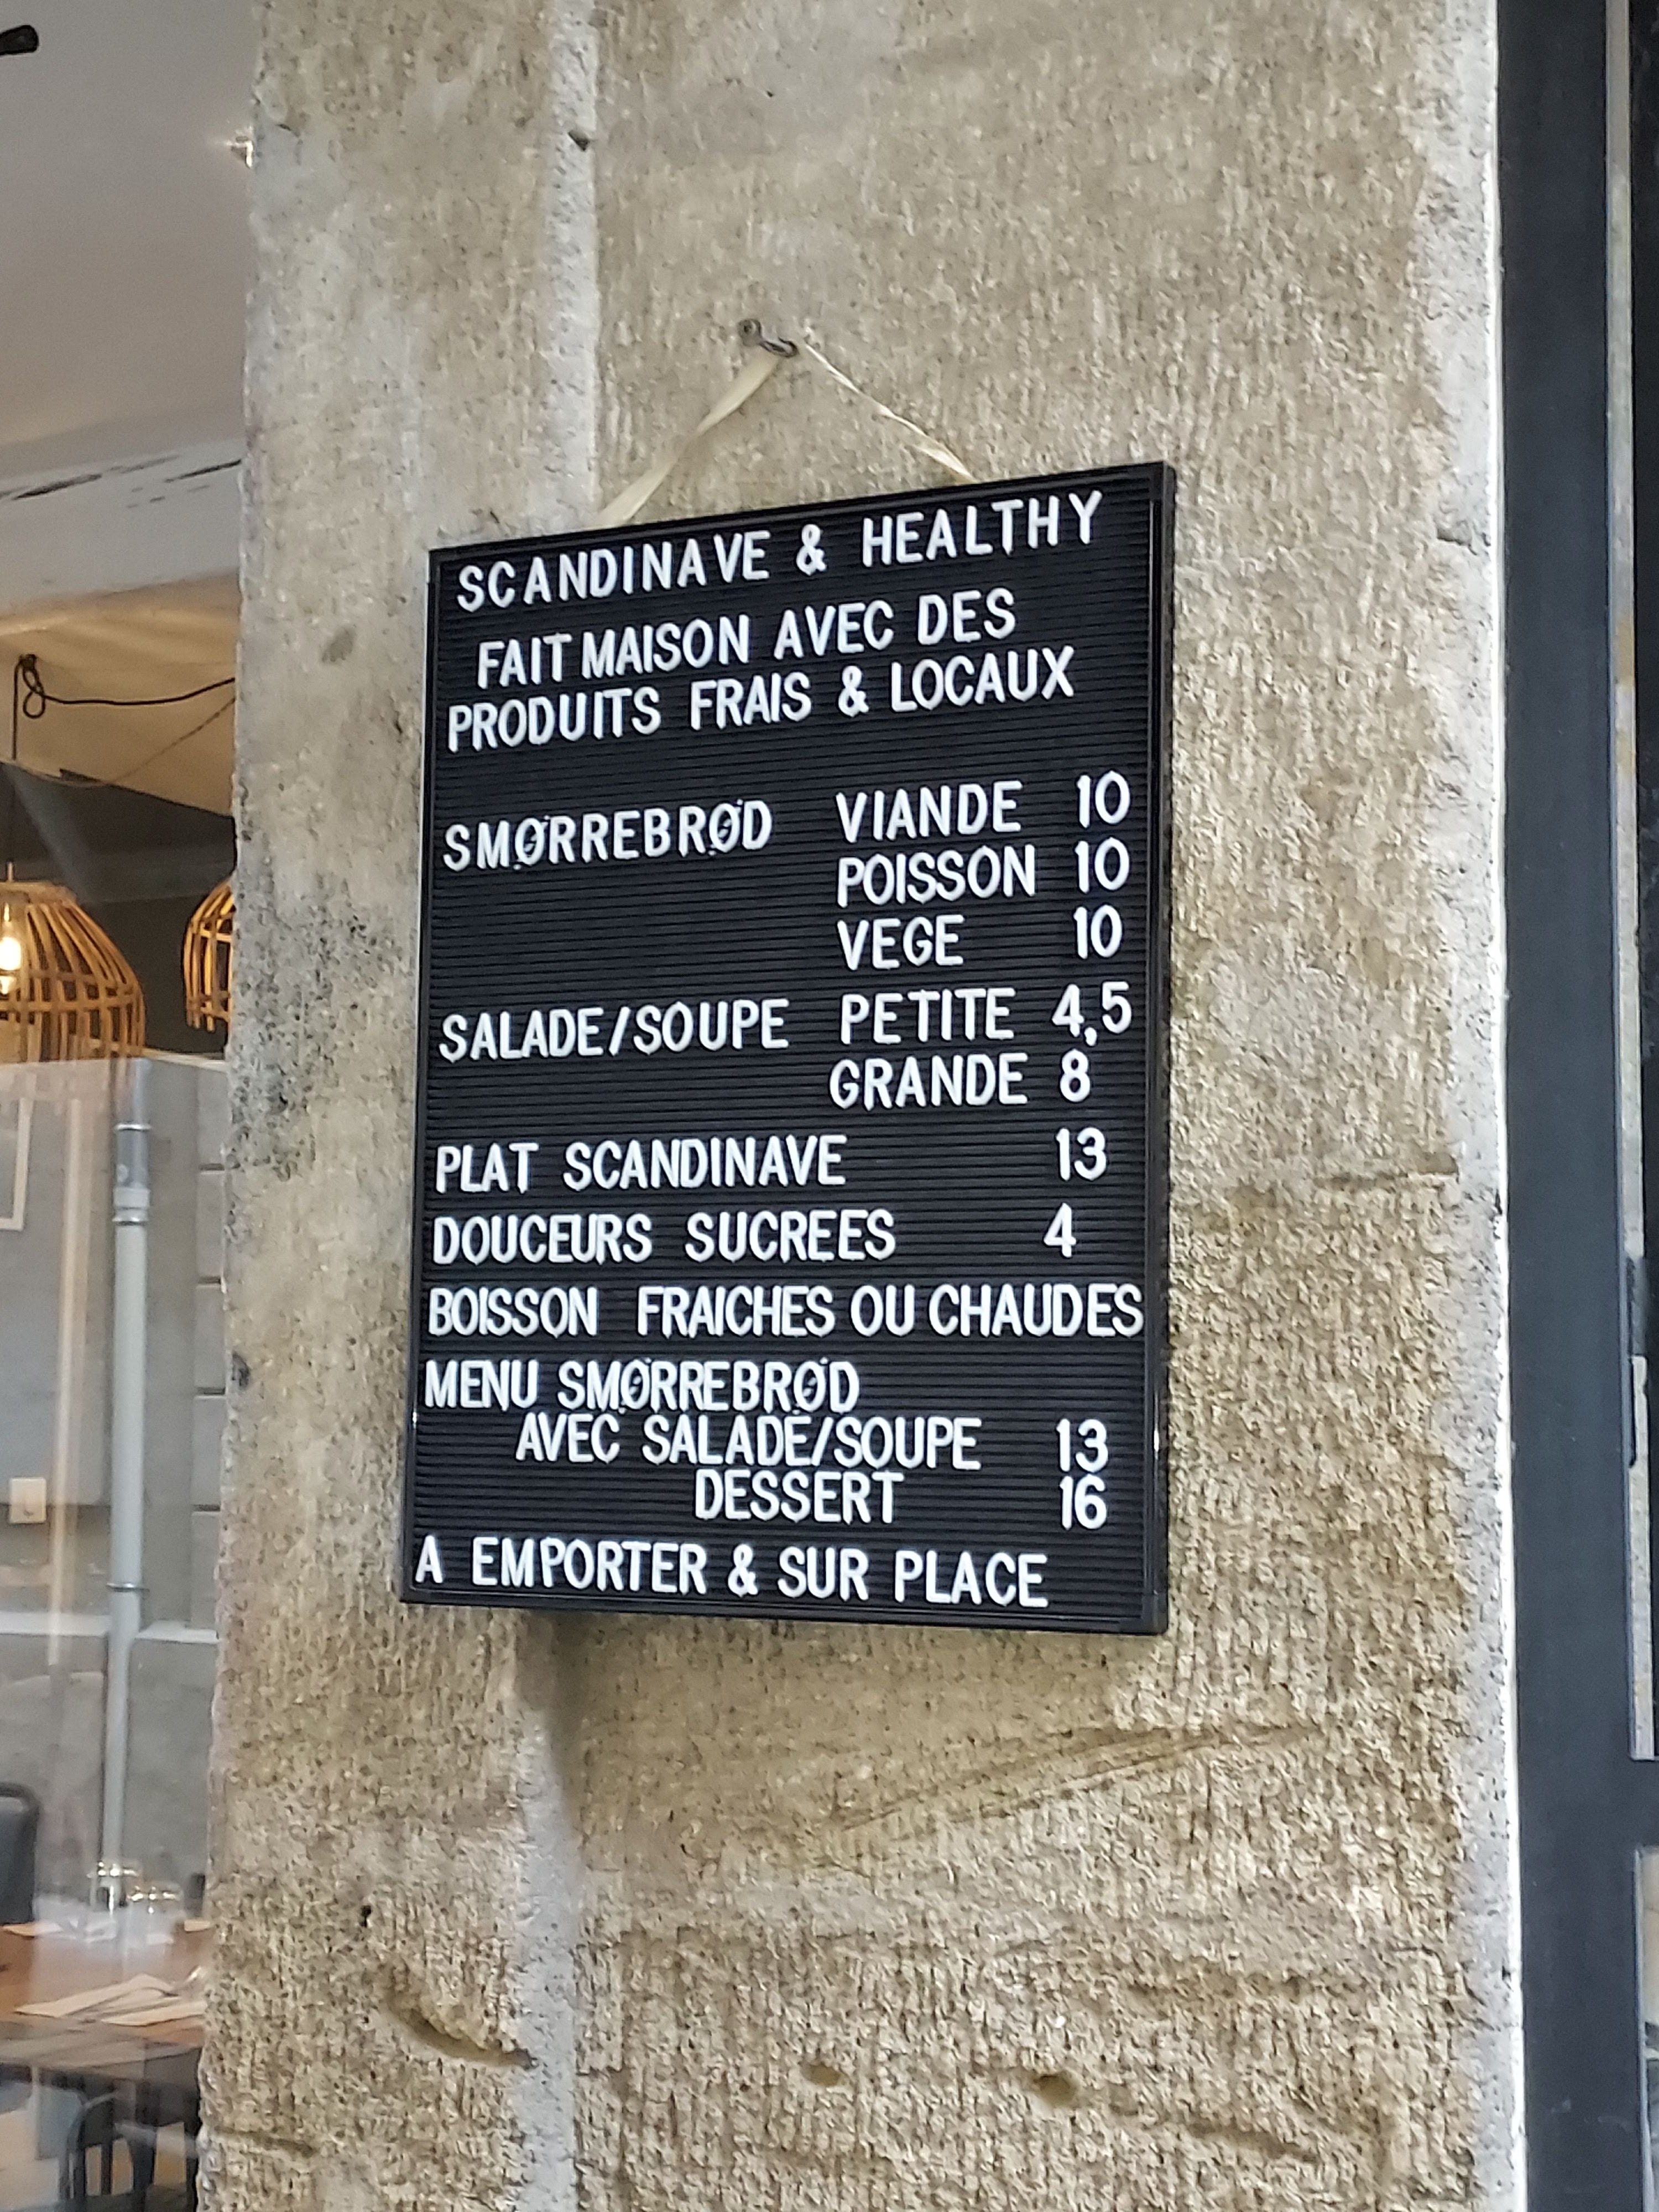 SCANDINAVE & HEALTHY
FAIT MAISON AVEC DES
PRODUITS FRAIS & LOCAUX
SMØRREBRØD VIANDE 10
POISSON 10
VEGE 10
SALADE/SOUPE PETITE 4,5
GRANDE 8
PLAT SCANDINAVE 13
DOUCEURS SUCREES 4
BOISSON FRAICHES OU CHAUDES
MENU SMØRREBRØD
AVEC SALADE/SOUPE 13
DESSERT 16
A EMPORTER & SUR PLACE